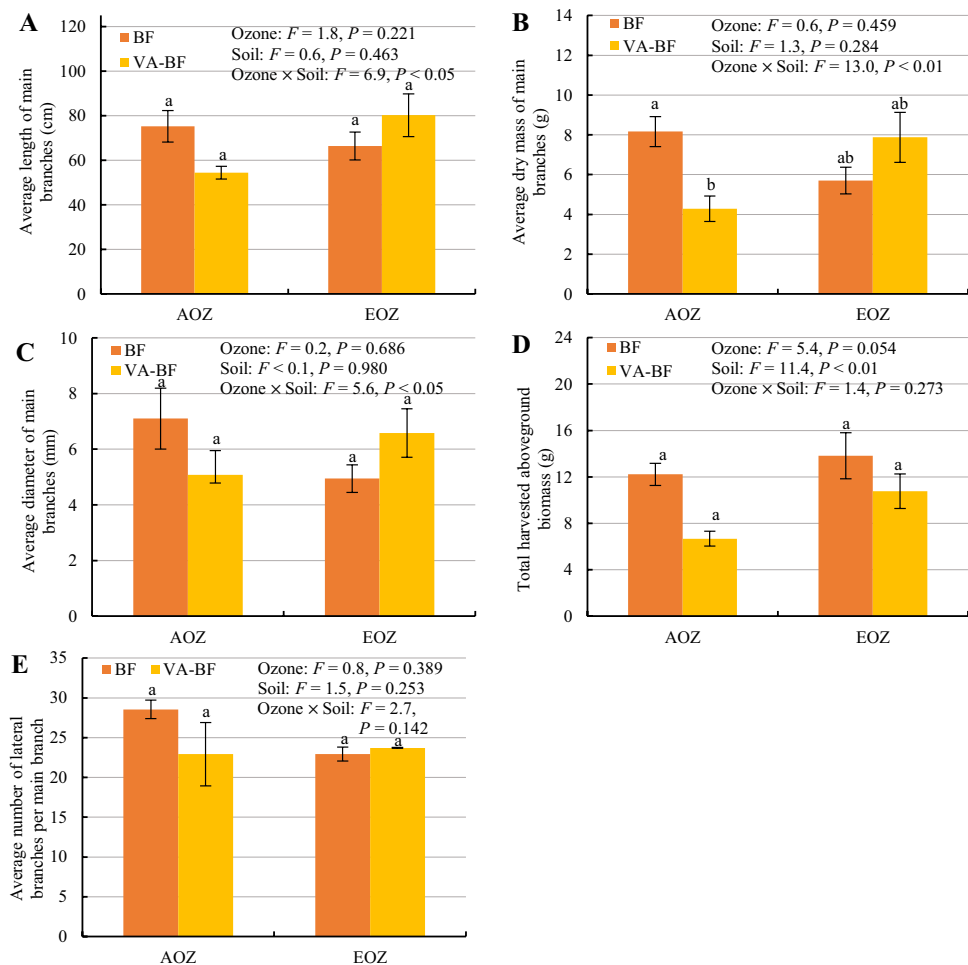 A
BF
VA-BF
Ozone: F = 1.8, P = 0.221
Soil: F = 0.6, P = 0.463
Ozone × Soil: F = 6.9, P < 0.05
Average length of main
branches (cm)
120
100
80
60
40
20
0
a
a
a
a
AOZ
EOZ
B
BF
VA-BF
Ozone: F = 0.6, P = 0.459
Soil: F = 1.3, P = 0.284
Ozone × Soil: F = 13.0, P < 0.01
Average dry mass of main
branches (g)
14
12
10
8
6
4
2
0
a
b
ab
ab
AOZ
EOZ
C
BF
VA-BF
Ozone: F = 0.2, P = 0.686
Soil: F < 0.1, P = 0.980
Ozone × Soil: F = 5.6, P < 0.05
Average diameter of main
branches (mm)
10
8
6
4
2
0
a
a
a
a
AOZ
EOZ
D
BF
VA-BF
Ozone: F = 5.4, P = 0.054
Soil: F = 11.4, P < 0.01
Ozone × Soil: F = 1.4, P = 0.273
Total harvested aboveground
biomass (g)
24
20
16
12
8
4
0
a
a
a
a
AOZ
EOZ
E
BF
VA-BF
Ozone: F = 0.8, P = 0.389
Soil: F = 1.5, P = 0.253
Ozone × Soil: F = 2.7,
P = 0.142
Average number of lateral
branches per main branch
35
30
25
20
15
10
5
0
a
a
a
a
AOZ
EOZ